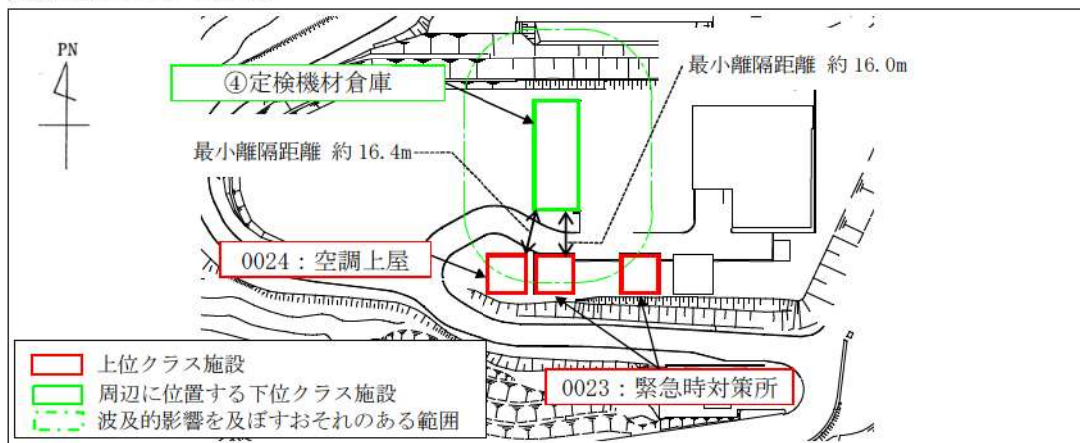 PN
④定検機材倉庫
最小離隔距離 約 16.0m
最小離隔距離 約 16.4m
0024：空調上屋
0023：緊急時対策所
上位クラス施設
周辺に位置する下位クラス施設
波及的影響を及ぼすおそれのある範囲